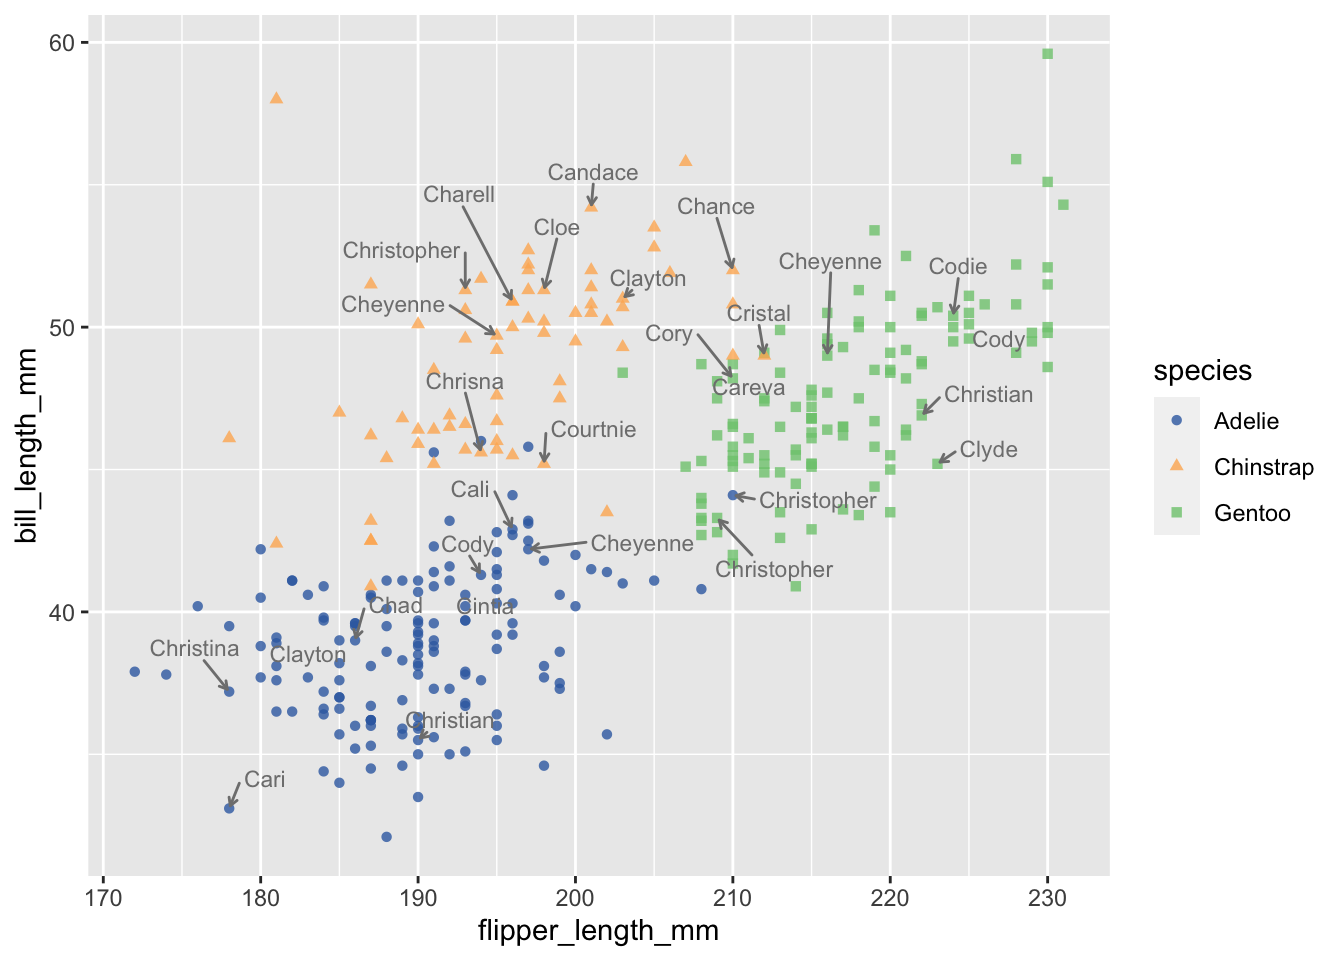 60
50
40
bill_length_mm
Candace
Charell
Chance
Cloe
Christopher
Cheyenne
Codie
Clayton
Cheyenne
Cristal
Cory
Cody
Chrisna
Careva
Christian
Courtnie
Clyde
Cali
Christopher
Cody
Cheyenne
Christopher
Chad
Cintia
Christina
Clayton
Christian
Cari
170
180
190
200
210
220
230
flipper_length_mm
species
Adelie
Chinstrap
Gentoo